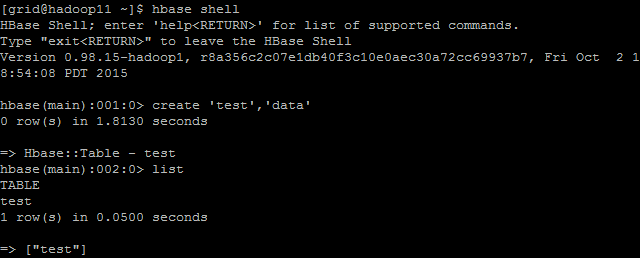 [grid@hadoop11 ~]$ hbase shell
HBase Shell; enter 'help<RETURN>' for list of supported commands.
Type "exit<RETURN>" to leave the HBase Shell
Version 0.98.15-hadoop1, r8a356c2c07e1db40f3c10e0aec30a72cc69937b7, Fri Oct  2 1
8:54:08 PDT 2015
hbase(main):001:0> create 'test','data'
0 row(s) in 1.8130 seconds
=> Hbase::Table - test
hbase(main):002:0> list
TABLE
test
1 row(s) in 0.0500 seconds
=> ["test"]